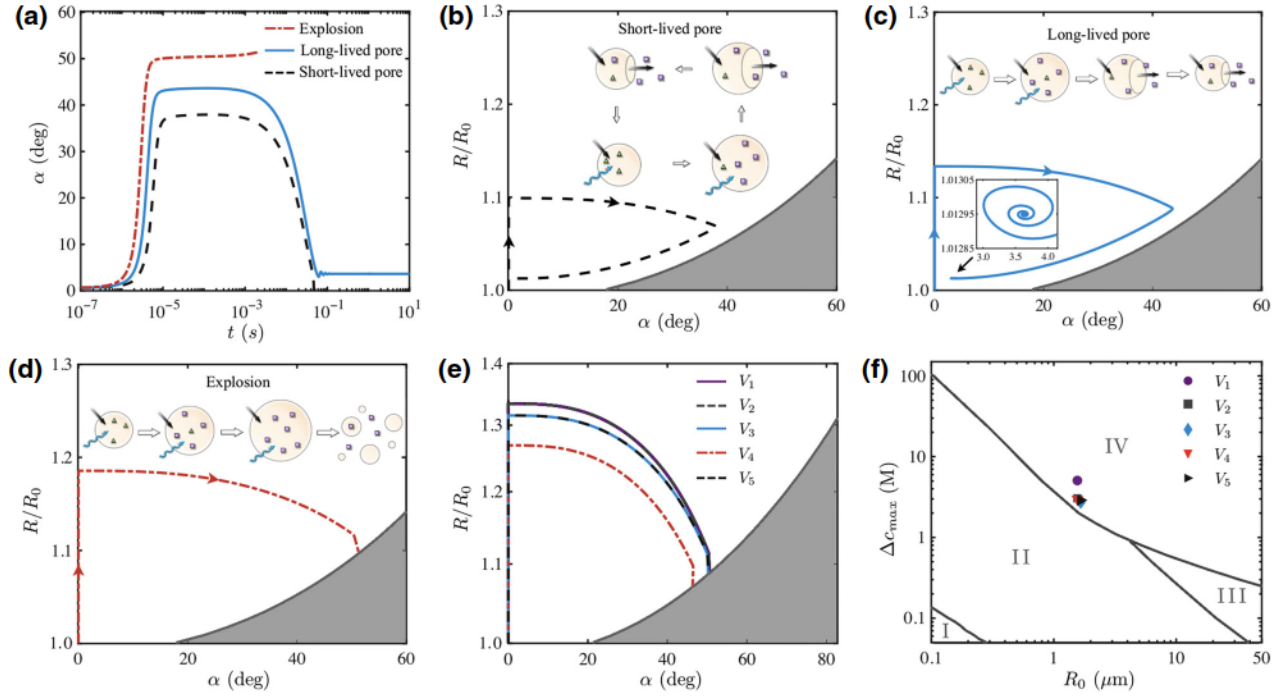 (a)
α (deg)
60
50
40
30
20
10
0
Explosion
Long-lived pore
Short-lived pore
10⁻⁷
10⁻⁵
10⁻³
10⁻¹
10¹
t (s)
(b)
Short-lived pore
R/R₀
1.3
1.2
1.1
1.0
0
20
40
60
α (deg)
(c)
Long-lived pore
R/R₀
1.3
1.2
1.1
1.0
1.01305
1.01295
1.01285
3.0
3.5
4.0
0
20
40
60
α (deg)
(d)
Explosion
R/R₀
1.3
1.2
1.1
1.0
0
20
40
60
α (deg)
(e)
R/R₀
1.4
1.3
1.2
1.1
1.0
V₁
V₂
V₃
V₄
V₅
0
20
40
60
80
α (deg)
(f)
Δcₘₐₓ (M)
100
10
1
0.1
V₁
V₂
V₃
V₄
V₅
IV
II
III
I
0.1
1
10
50
R₀ (μm)